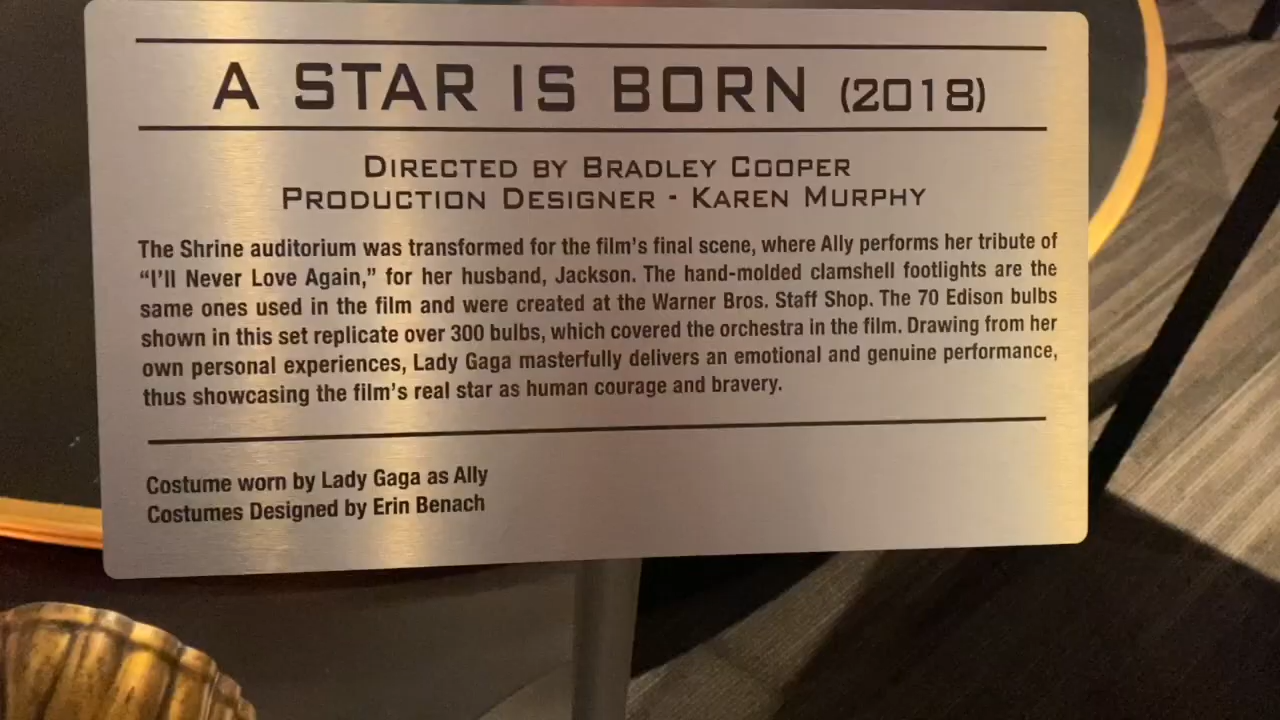 A STAR IS BORN (2018)
DIRECTED BY BRADLEY COOPER
PRODUCTION DESIGNER - KAREN MURPHY
The Shrine auditorium was transformed for the film's final scene, where Ally performs her tribute of
“I'll Never Love Again,” for her husband, Jackson. The hand-molded clamshell footlights are the
same ones used in the film and were created at the Warner Bros. Staff Shop. The 70 Edison bulbs
shown in this set replicate over 300 bulbs, which covered the orchestra in the film. Drawing from her
own personal experiences, Lady Gaga masterfully delivers an emotional and genuine performance,
thus showcasing the film's real star as human courage and bravery.
Costume worn by Lady Gaga as Ally
Costumes Designed by Erin Benach